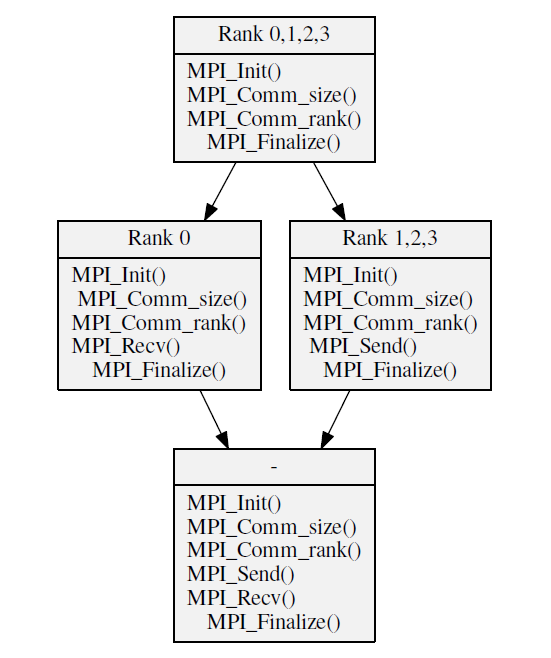 Rank 0,1,2,3
MPI_Init()
MPI_Comm_size()
MPI_Comm_rank()
MPI_Finalize()
Rank 0
MPI_Init()
MPI_Comm_size()
MPI_Comm_rank()
MPI_Recv()
MPI_Finalize()
Rank 1,2,3
MPI_Init()
MPI_Comm_size()
MPI_Comm_rank()
MPI_Send()
MPI_Finalize()
-
MPI_Init()
MPI_Comm_size()
MPI_Comm_rank()
MPI_Send()
MPI_Recv()
MPI_Finalize()